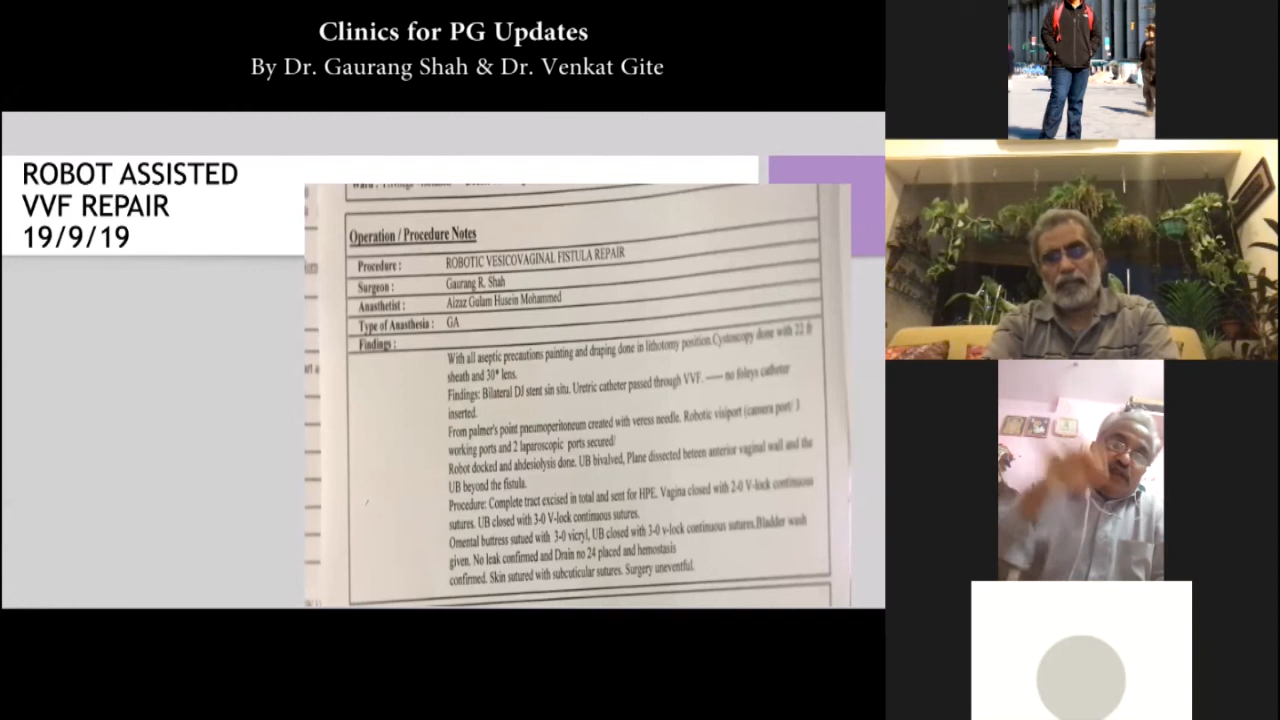 Clinics for PG Updates
By Dr. Gaurang Shah & Dr. Venkat Gite
ROBOT ASSISTED
VVF REPAIR
19/9/19
Operation / Procedure Notes
Procedure : ROBOTIC VESICOVAGINAL FISTULA REPAIR
Surgeon : Gaurang R. Shah
Anasthetist : Aizaz Gulam Husein Mohammed
Type of Anasthesia : GA
Findings :
With all aseptic precautions painting and draping done in lithotomy position.Cystoscopy done with 22 fr
sheath and 30* lens.
Findings: Bilateral DJ stent sin situ. Uretric catheter passed through VVF. ---- no foleys catheter
inserted.
From palmer's point pneumoperitoneum created with veress needle. Robotic visiport (camera port/ 3
working ports and 2 laparoscopic ports secured/
Robot docked and ahdesiolysis done. UB bivalved, Plane dissected beteen anterior vaginal wall and the
UB beyond the fistula.
Procedure: Complete tract excised in total and sent for HPE. Vagina closed with 2-0 V-lock continuous
sutures. UB closed with 3-0 V-lock continuous sutures.
Omental buttress sutued with 3-0 vicryl, UB closed with 3-0 v-lock continuous sutures.Bladder wash
given. No leak confirmed and Drain no 24 placed and hemostasis
confirmed. Skin sutured with subcuticular sutures. Surgery uneventful.